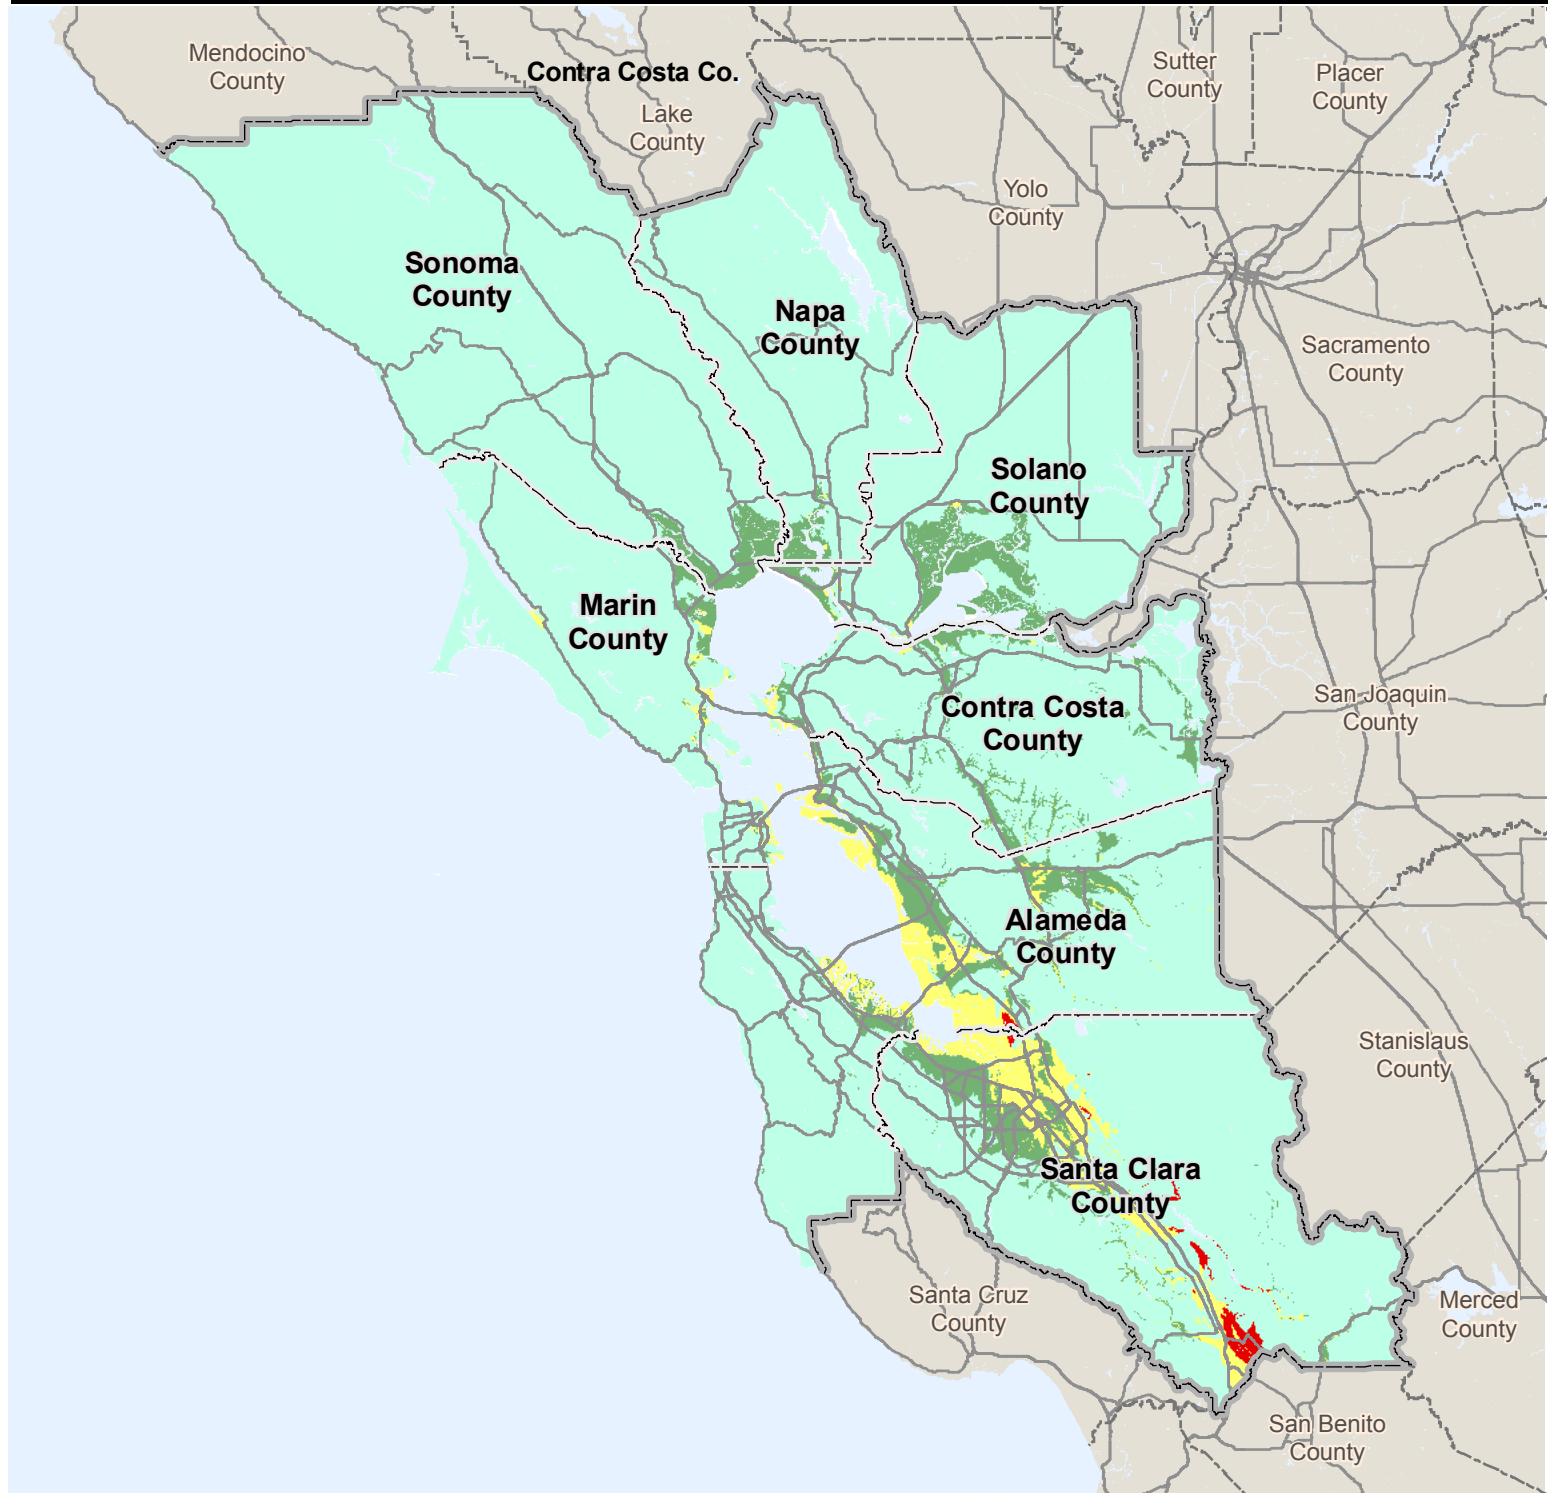 Mendocino
County
Contra Costa Co.
Lake
County
Sutter
County
Placer
County
Yolo
County
Sonoma
County
Napa
County
Sacramento
County
Solano
County
Marin
County
Contra Costa
County
San Joaquin
County
Alameda
County
Stanislaus
County
Santa Clara
County
Santa Cruz
County
Merced
County
San Benito
County